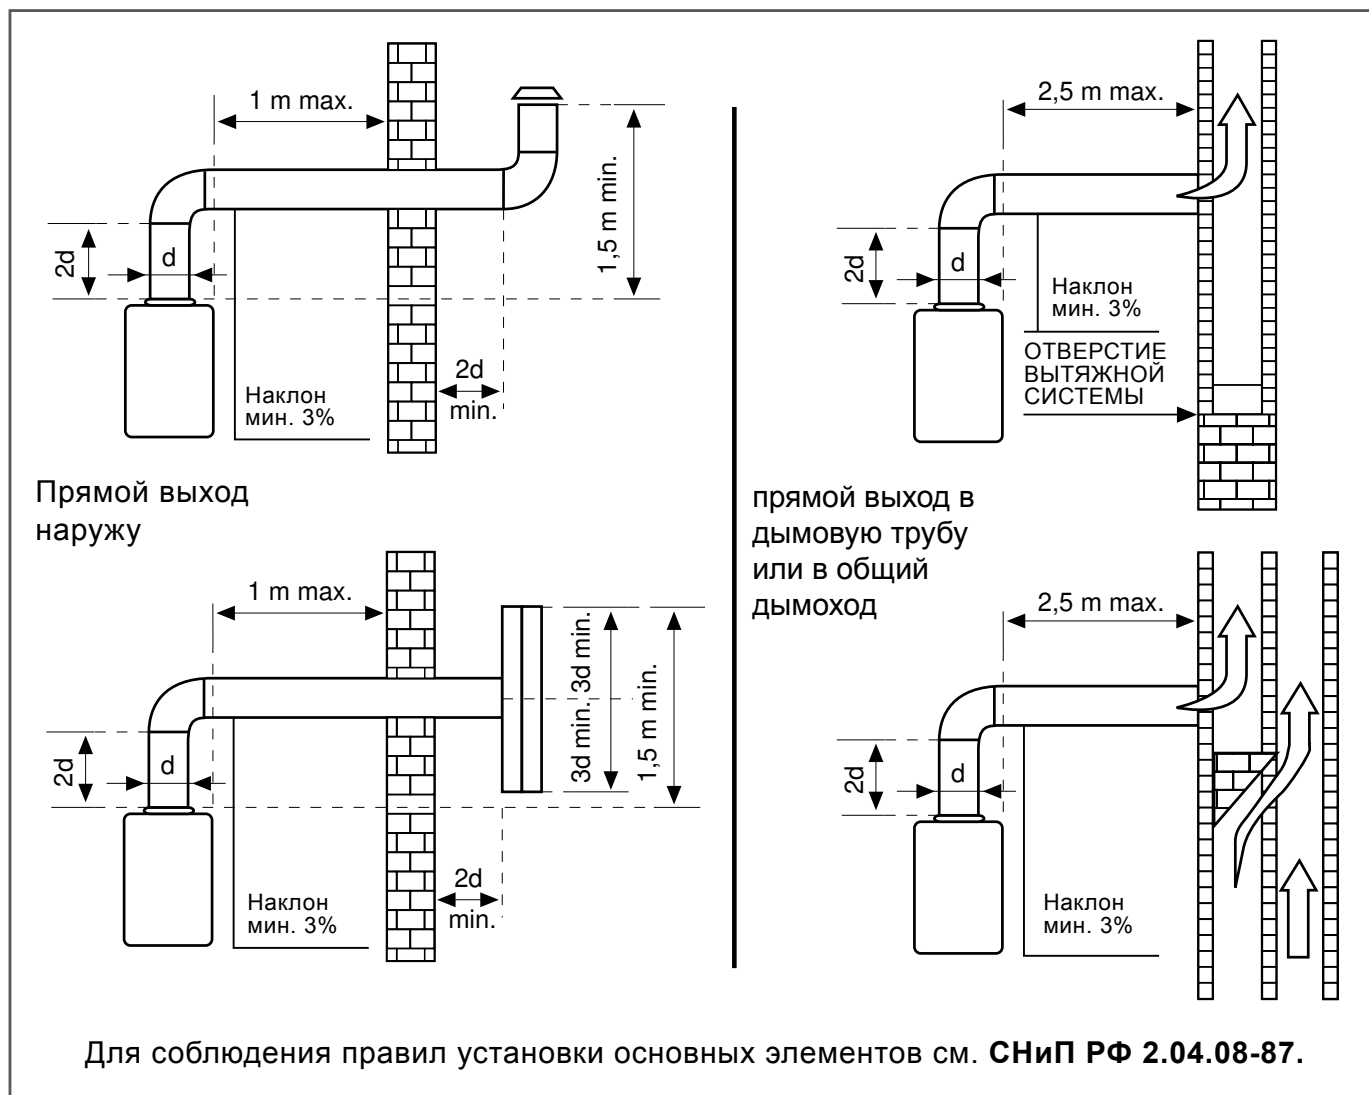 1 m max.
1,5 m min.
2d
d
2d
min.
Наклон
мин. 3%
Прямой выход
наружу
1 m max.
3d min. 3d min.
1,5 m min.
2d
d
2d
min.
Наклон
мин. 3%
2,5 m max.
2d
d
Наклон
мин. 3%
ОТВЕРСТИЕ
ВЫТЯЖНОЙ
СИСТЕМЫ
прямой выход в
дымовую трубу
или в общий
дымоход
2,5 m max.
2d
d
Наклон
мин. 3%
Для соблюдения правил установки основных элементов см. СНиП РФ 2.04.08-87.